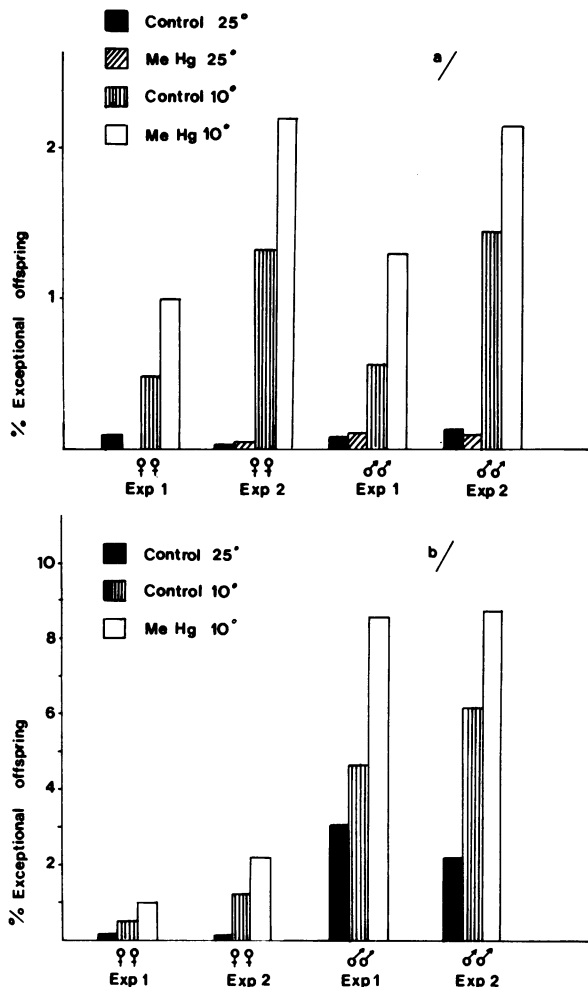 Control 25°
Me Hg 25°
Control 10°
Me Hg 10°
a/
2
1
% Exceptional offspring
♀♀ ♀♀ ♂♂ ♂♂
Exp 1 Exp 2 Exp 1 Exp 2
Control 25°
Control 10°
Me Hg 10°
b/
10
8
6
4
2
% Exceptional offspring
♀♀ ♀♀ ♂♂ ♂♂
Exp 1 Exp 2 Exp 1 Exp 2